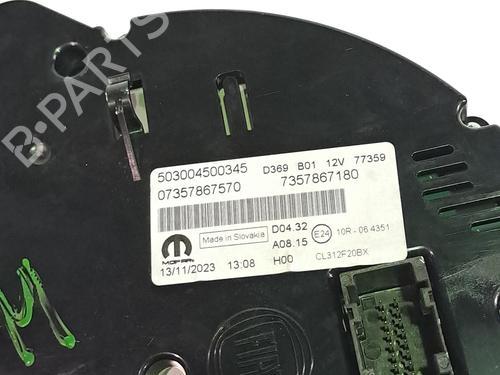 B-PARTS
503004500345 D369 B01 12V 77359
07357867570 7357867180
MOPAR
Made in Slovakia
D04.32
A08.15
E24
10R - 06 4351
13/11/2023 13:08 H00 CL312F20BX